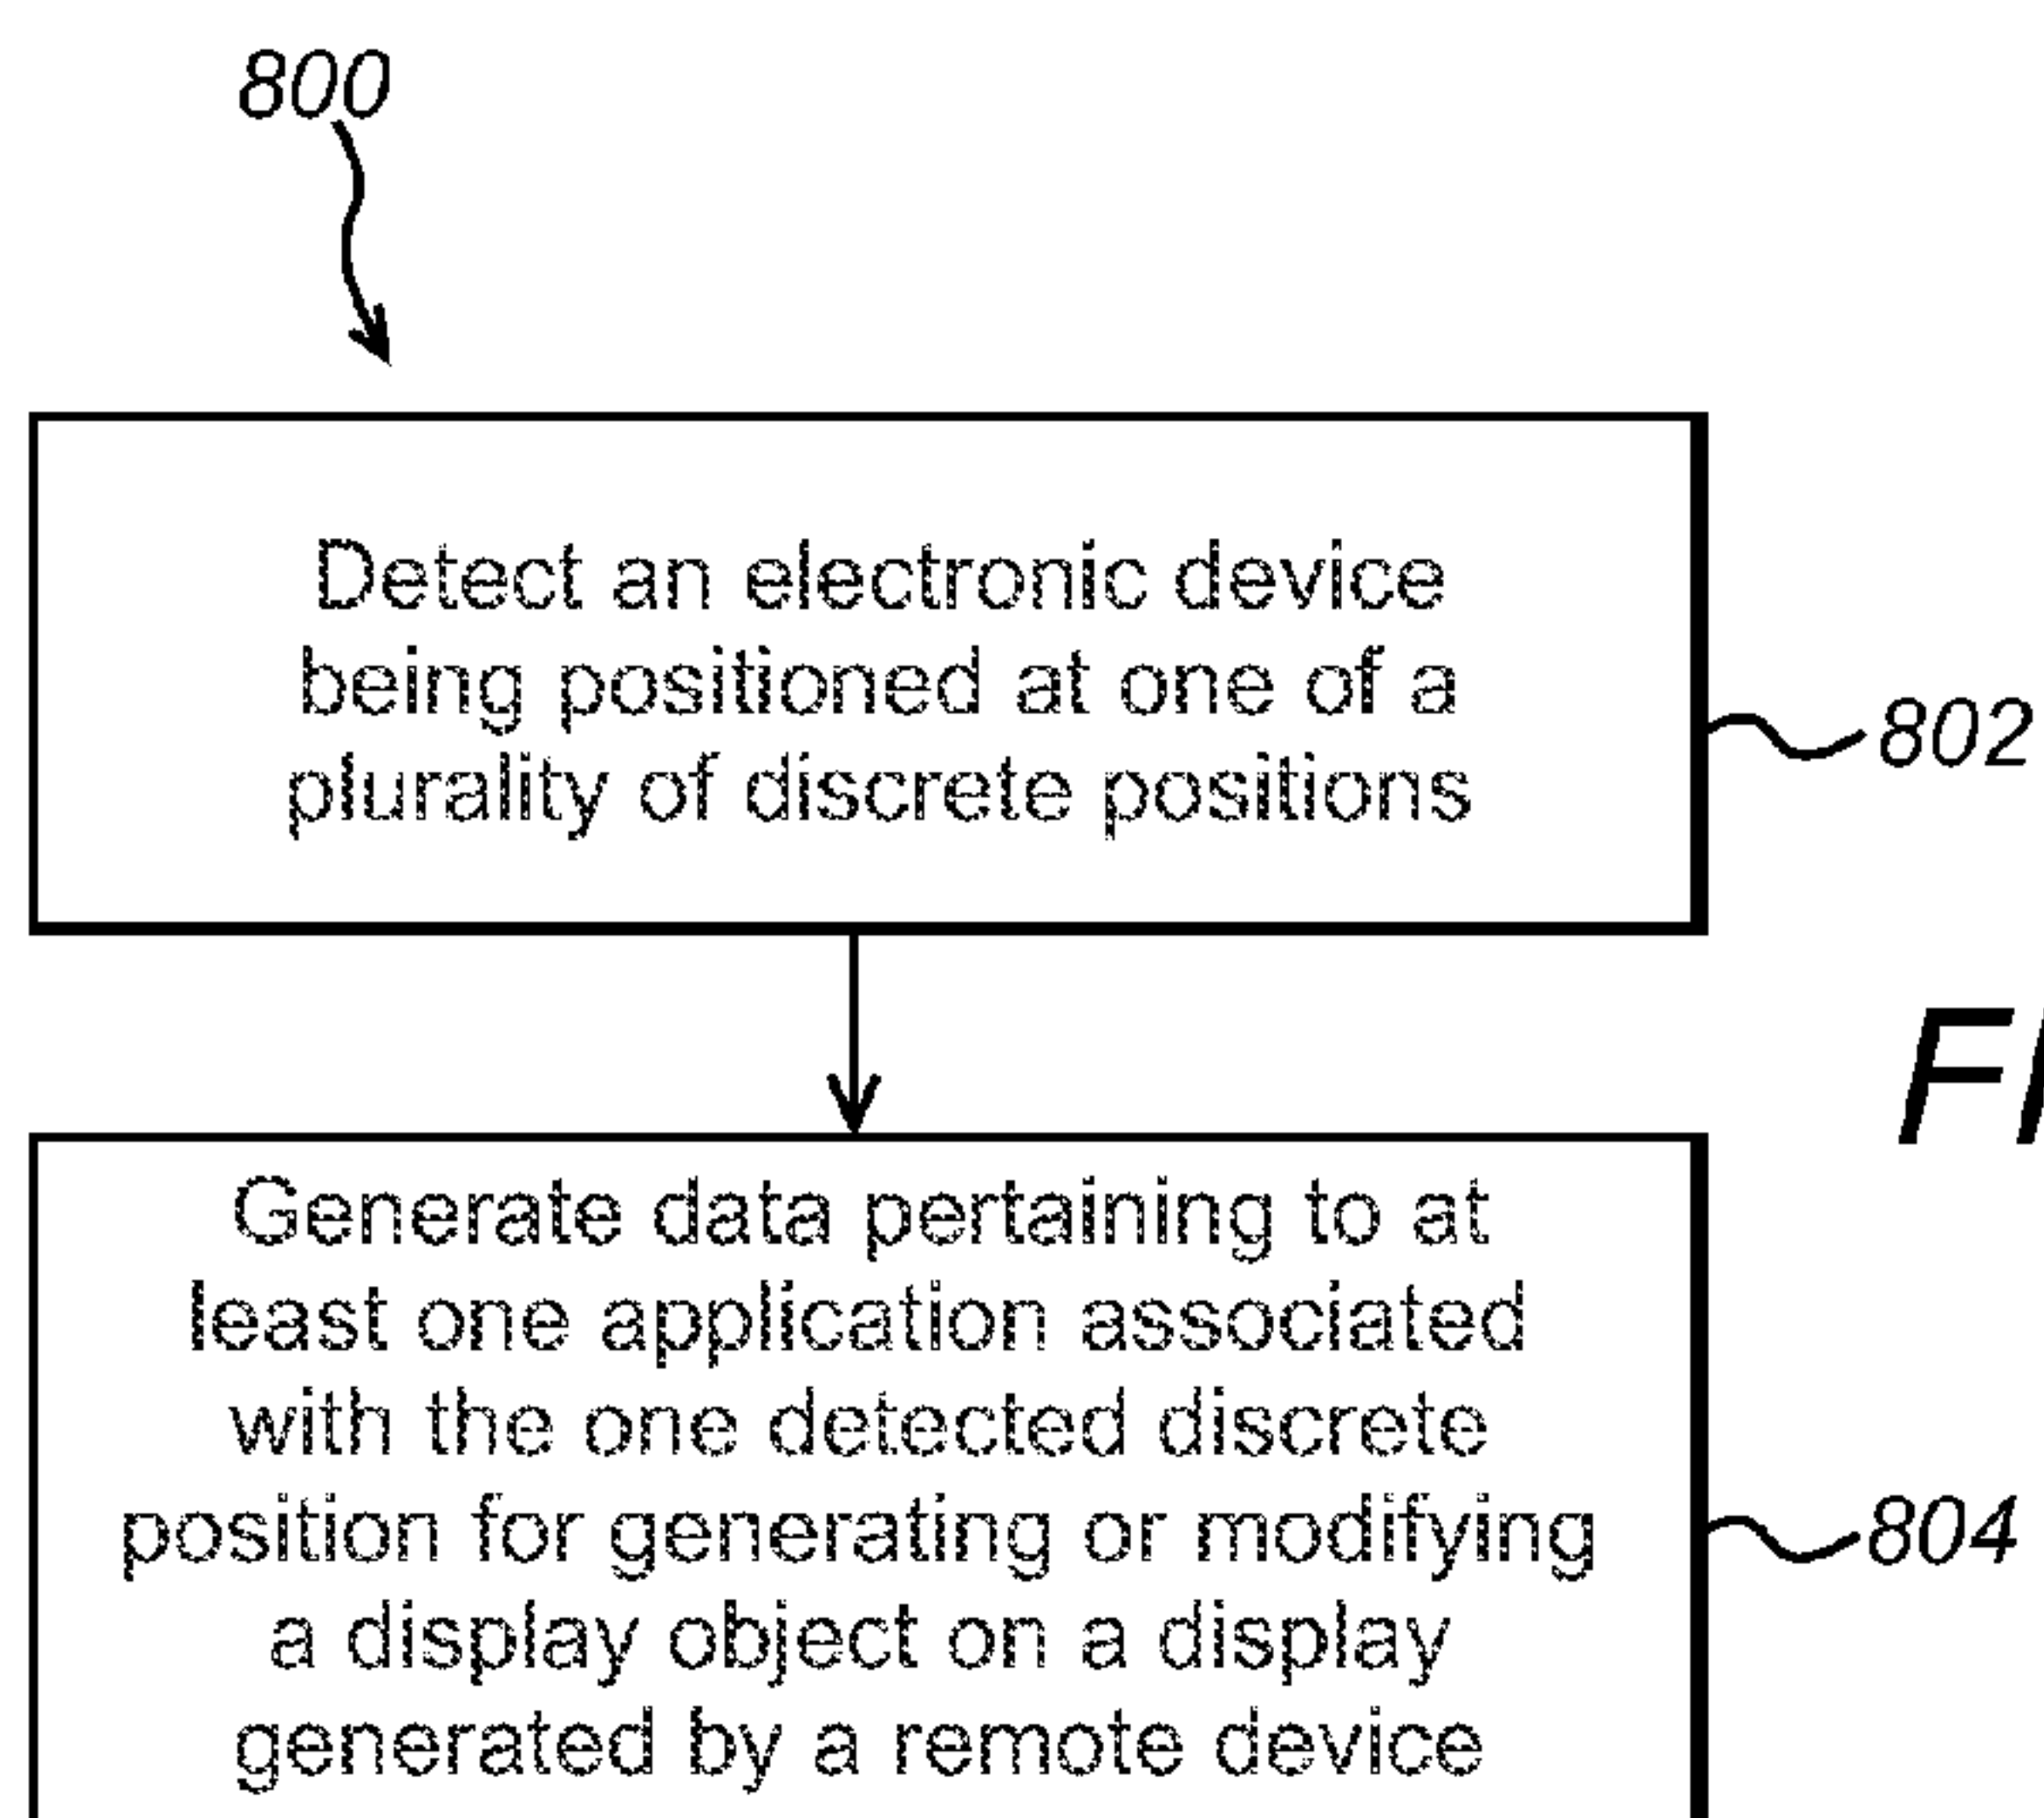 800
Detect an electronic device
being positioned at one of a
plurality of discrete positions
802
Generate data pertaining to at
least one application associated
with the one detected discrete
position for generating or modifying
a display object on a display
generated by a remote device
804